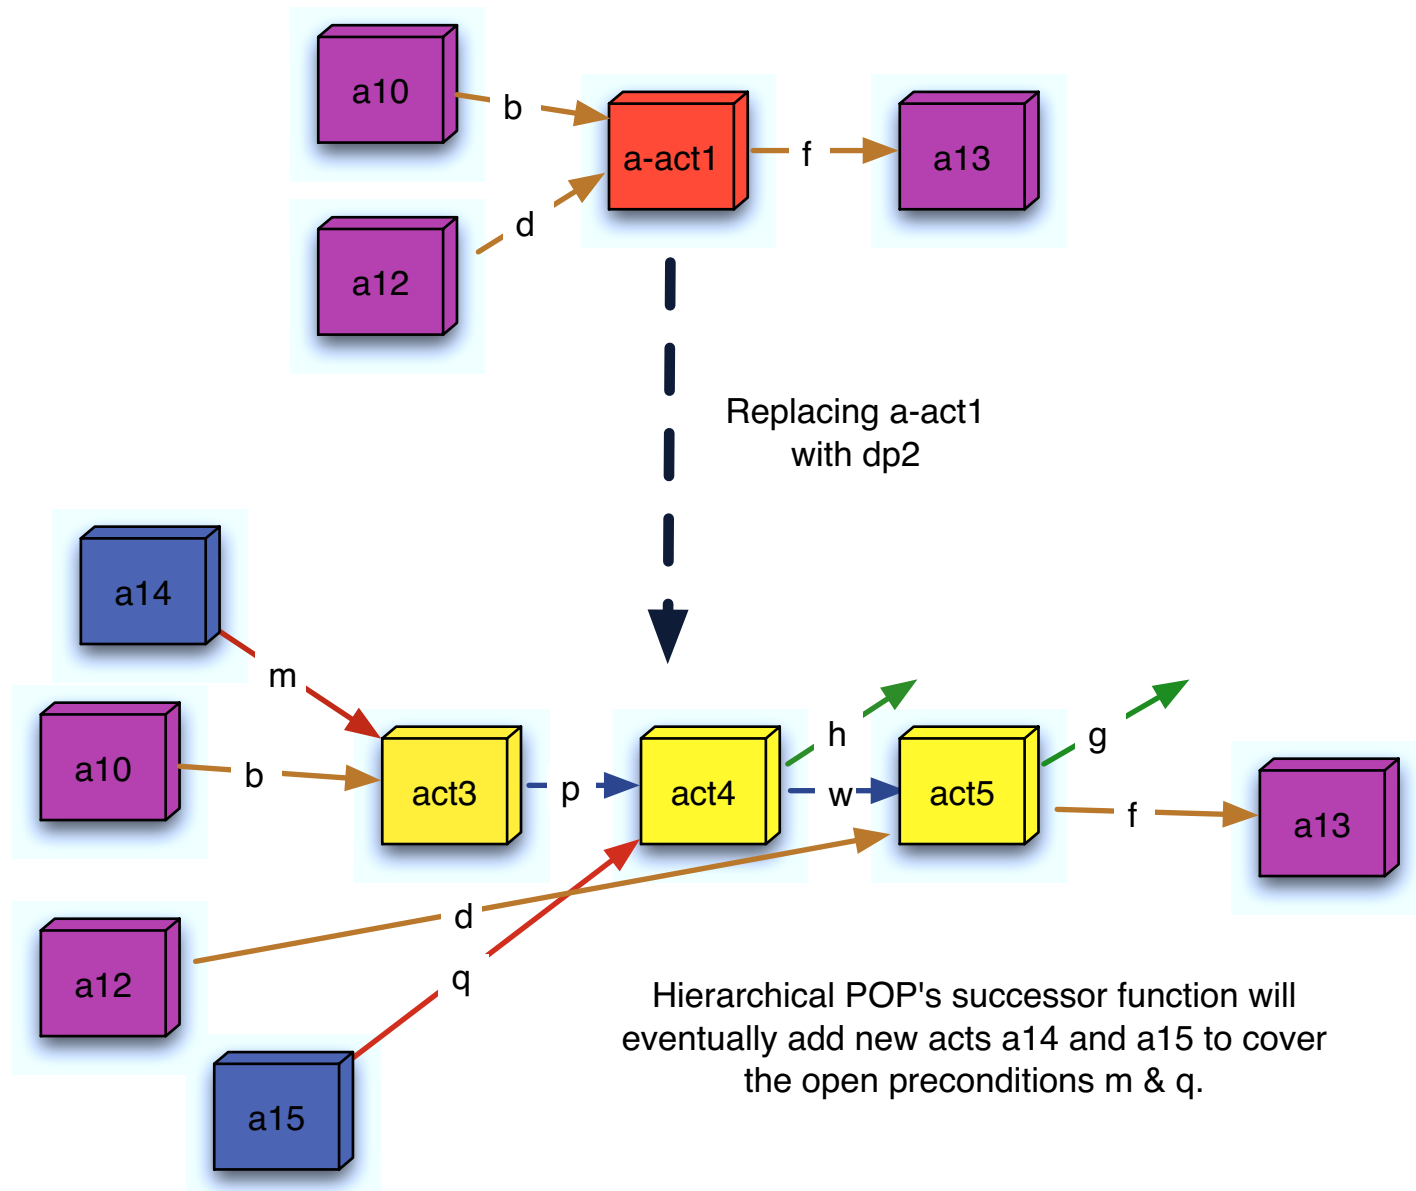 a10
b
a-act1
f
a13
d
a12
Replacing a-act1
with dp2
a14
m
a10
b
act3
p
act4
h
w
act5
g
f
a13
d
a12
q
a15
Hierarchical POP's successor function will
eventually add new acts a14 and a15 to cover
the open preconditions m & q.